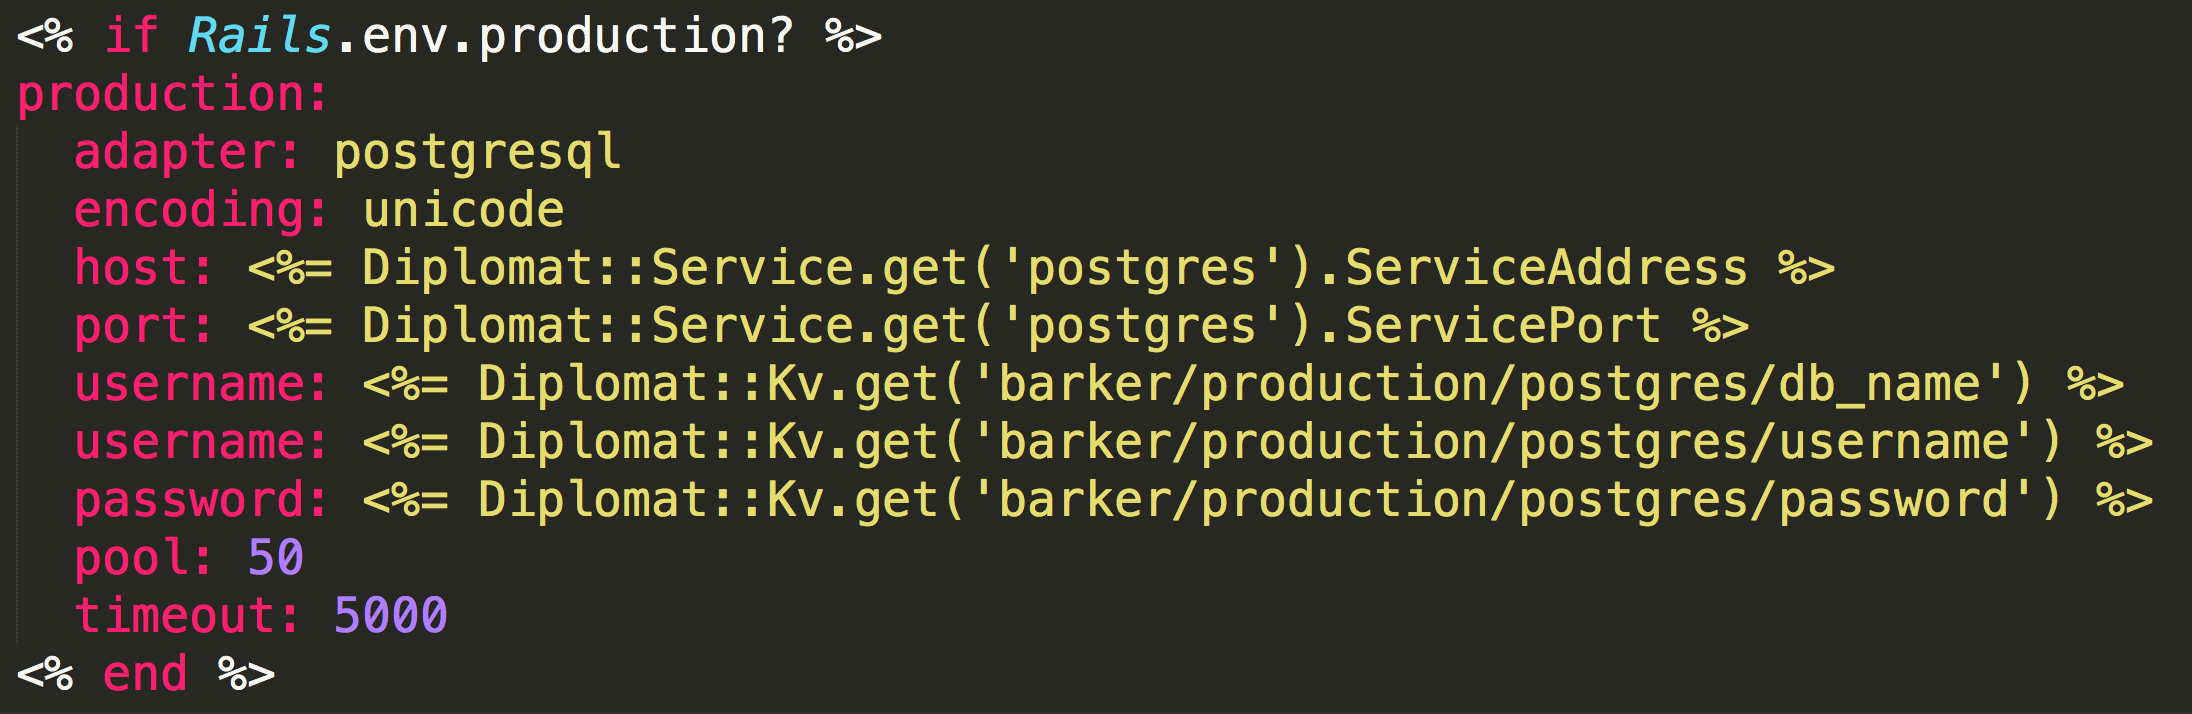 <% if Rails.env.production? %>
production:
  adapter: postgresql
  encoding: unicode
  host: <%= Diplomat::Service.get('postgres').ServiceAddress %>
  port: <%= Diplomat::Service.get('postgres').ServicePort %>
  username: <%= Diplomat::Kv.get('barker/production/postgres/db_name') %>
  username: <%= Diplomat::Kv.get('barker/production/postgres/username') %>
  password: <%= Diplomat::Kv.get('barker/production/postgres/password') %>
  pool: 50
  timeout: 5000
<% end %>